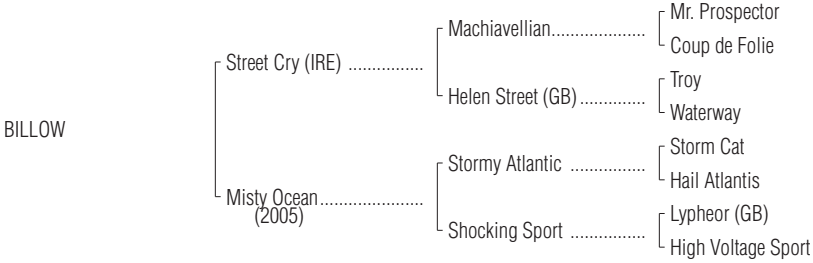 Mr. Prospector
Machiavellian....................
Coup de Folie
Street Cry (IRE) ................
Troy
Helen Street (GB)..............
Waterway
BILLOW
Storm Cat
Stormy Atlantic ................
Hail Atlantis
Misty Ocean......................
(2005)
Lypheor (GB)
Shocking Sport ................
High Voltage Sport